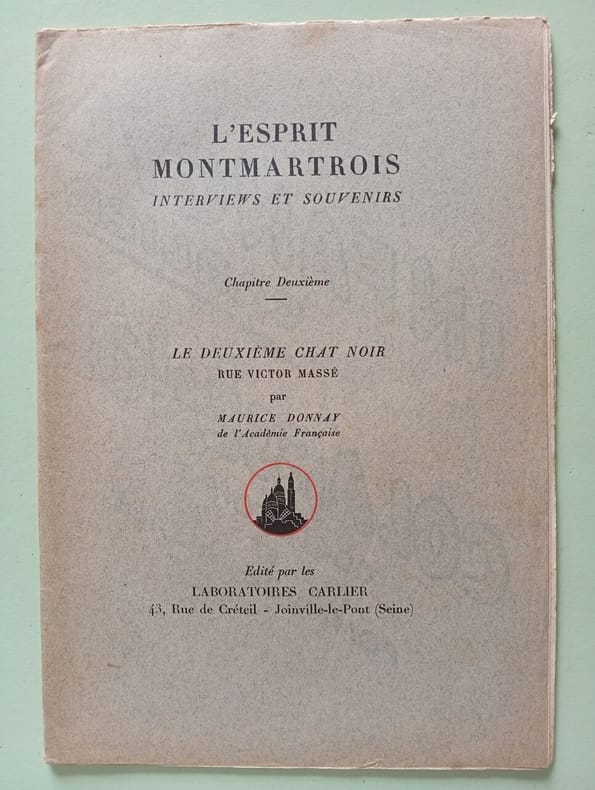 L'ESPRIT
MONTMARTROIS
INTERVIEWS ET SOUVENIRS
Chapitre Deuxième
LE DEUXIÈME CHAT NOIR
RUE VICTOR MASSÉ
par
MAURICE DONNAY
de l'Académie Française
Edité par les
LABORATOIRES CARLIER
43, Rue de Créteil - Joinville-le-Pont (Seine)